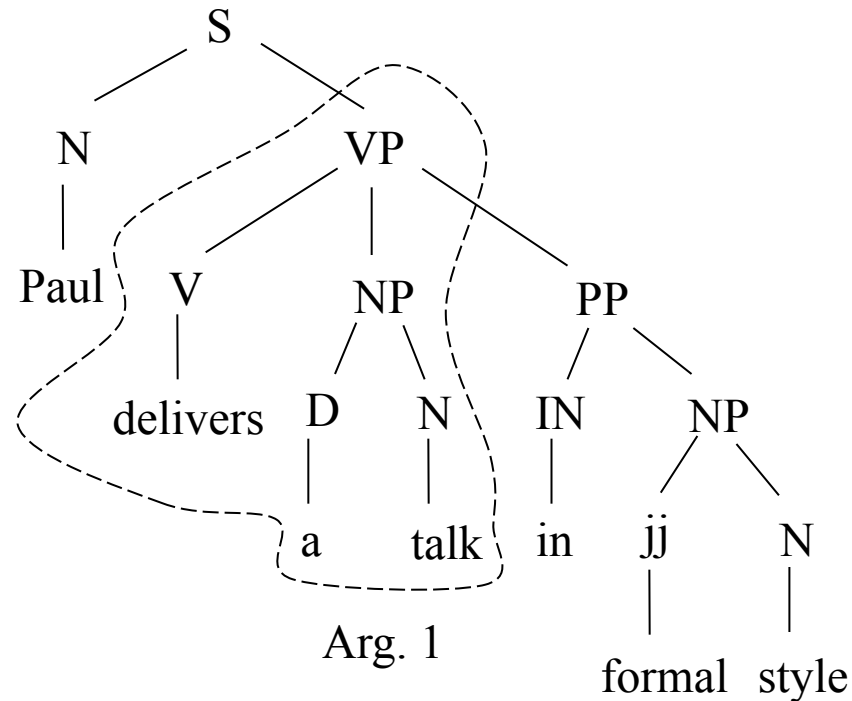 S
N VP
Paul V NP PP
delivers D N IN NP
a talk in jj N
Arg. 1
formal style